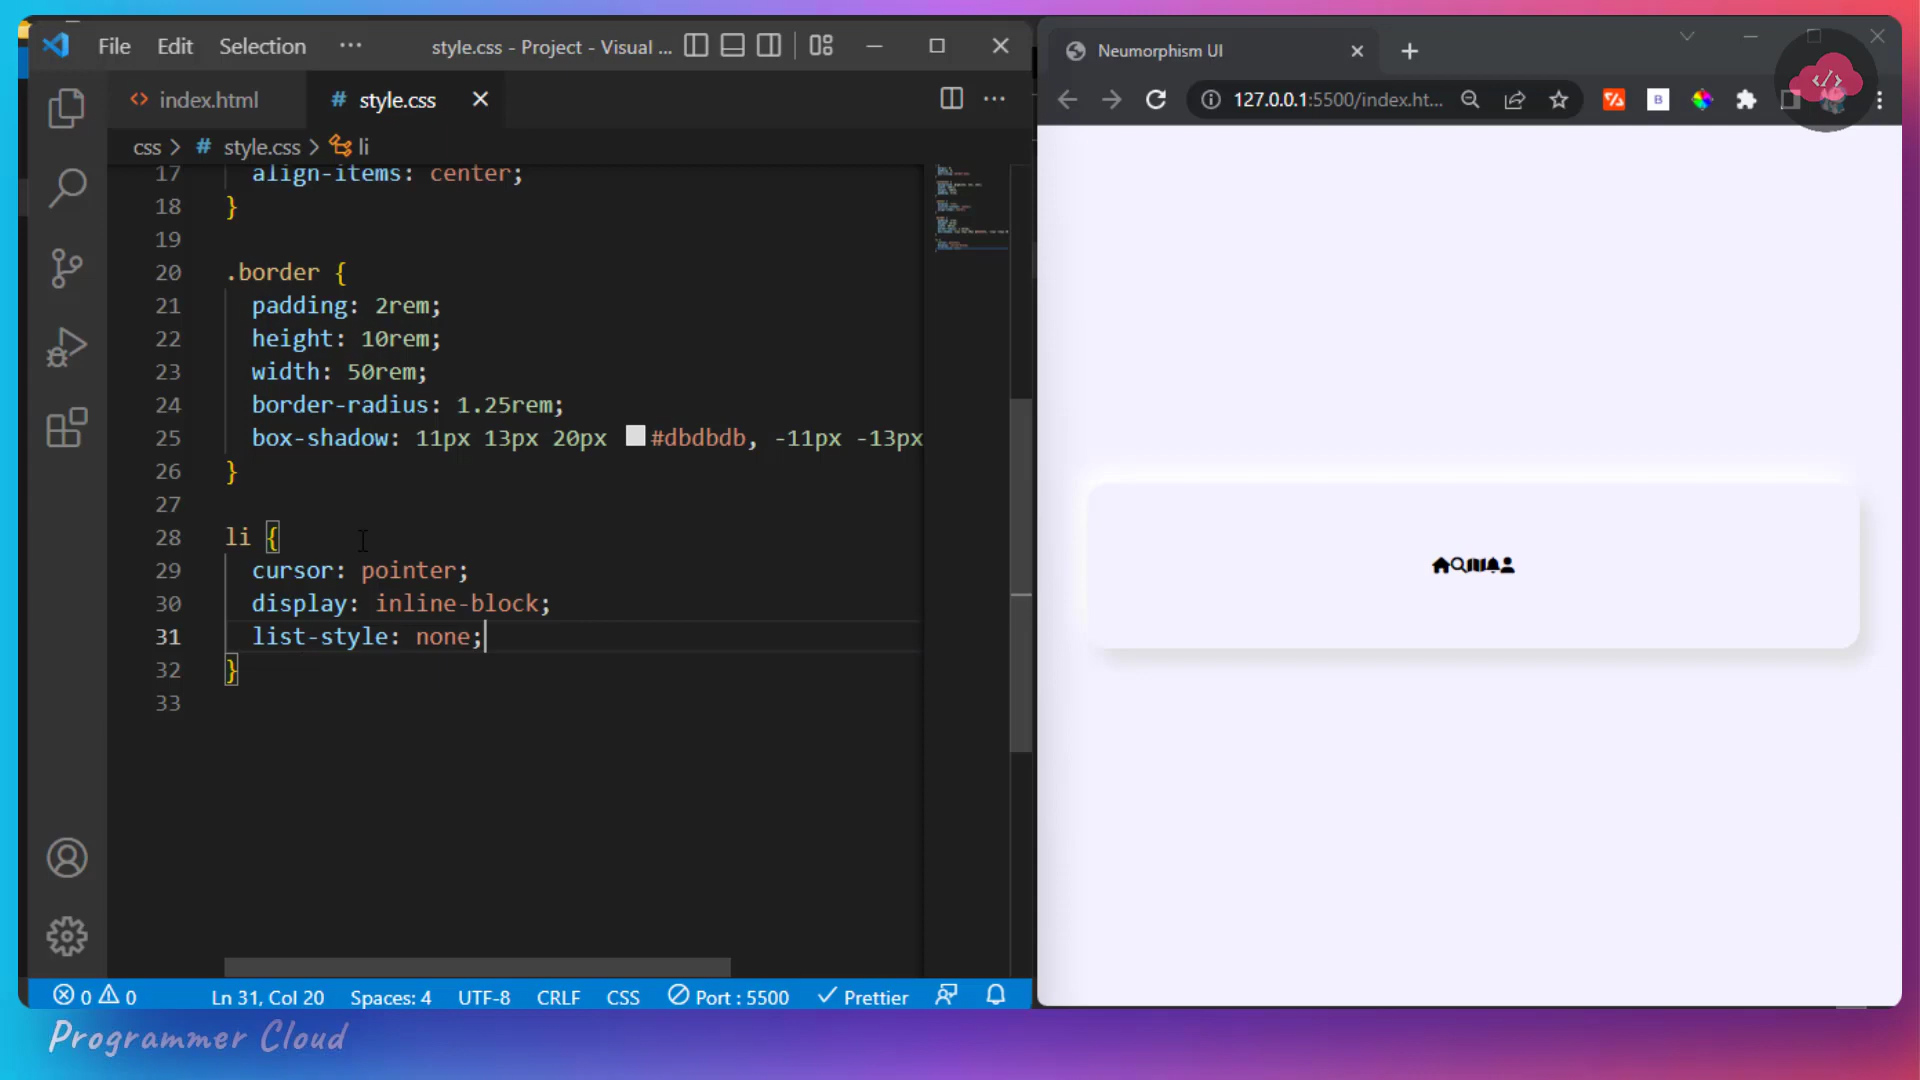 File Edit Selection ··· style.css - Project - Visual ...
index.html # style.css
css > # style.css > li
17 align-items: center;
18 }
19
20 .border {
21 padding: 2rem;
22 height: 10rem;
23 width: 50rem;
24 border-radius: 1.25rem;
25 box-shadow: 11px 13px 20px #dbdbdb, -11px -13px
26 }
27
28 li {
29 cursor: pointer;
30 display: inline-block;
31 list-style: none;
32 }
33
0 0 Ln 31, Col 20 Spaces: 4 UTF-8 CRLF CSS Port : 5500 Prettier
Neumorphism UI
127.0.0.1:5500/index.ht...
B
Programmer Cloud